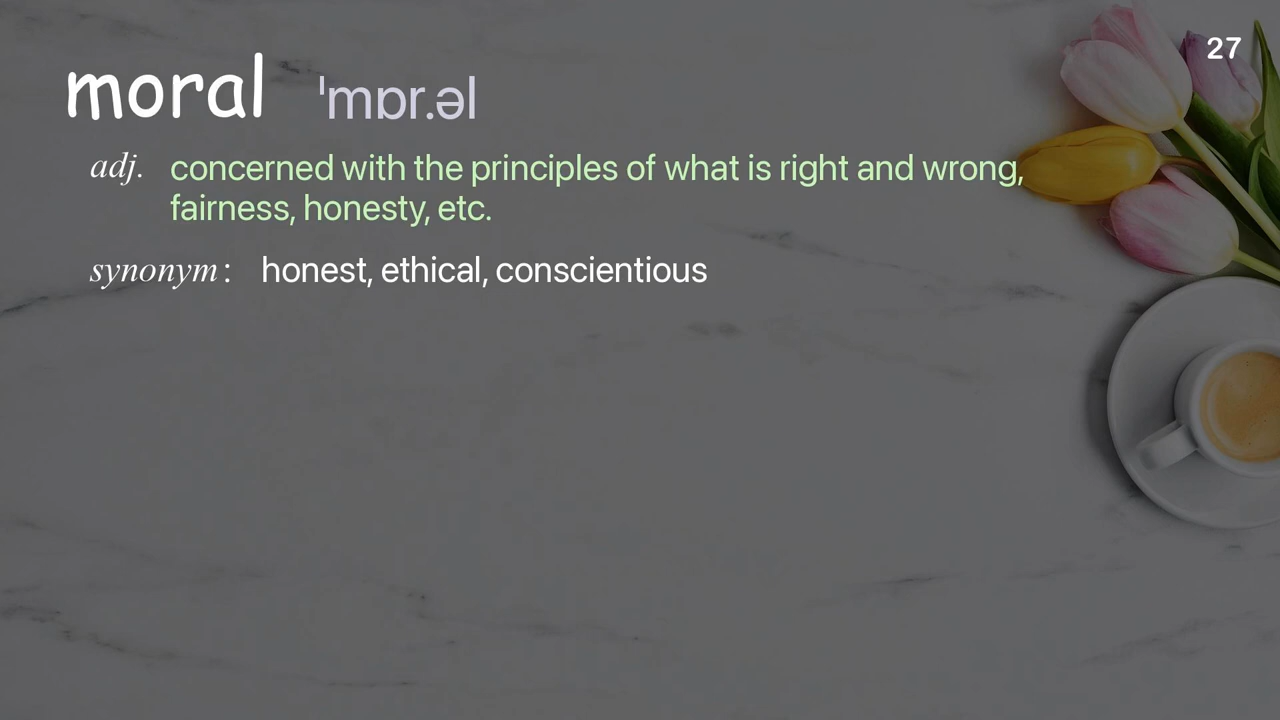 27
moral ˈmɒr.əl
adj. concerned with the principles of what is right and wrong,
fairness, honesty, etc.
synonym : honest, ethical, conscientious